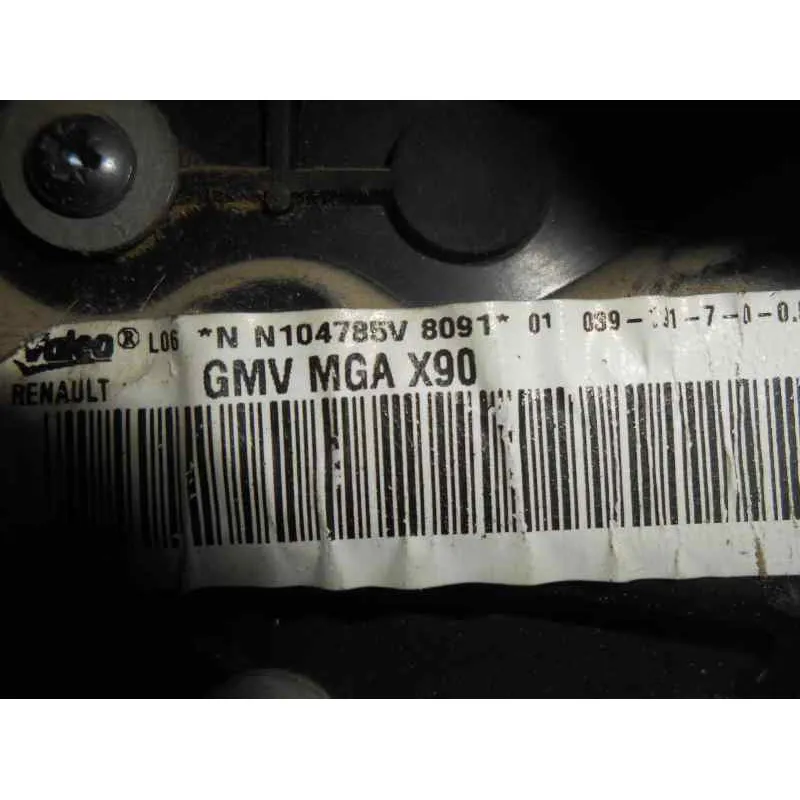 Valeo® L06 *N N104785V 8091* 01
RENAULT GMV MGA X90